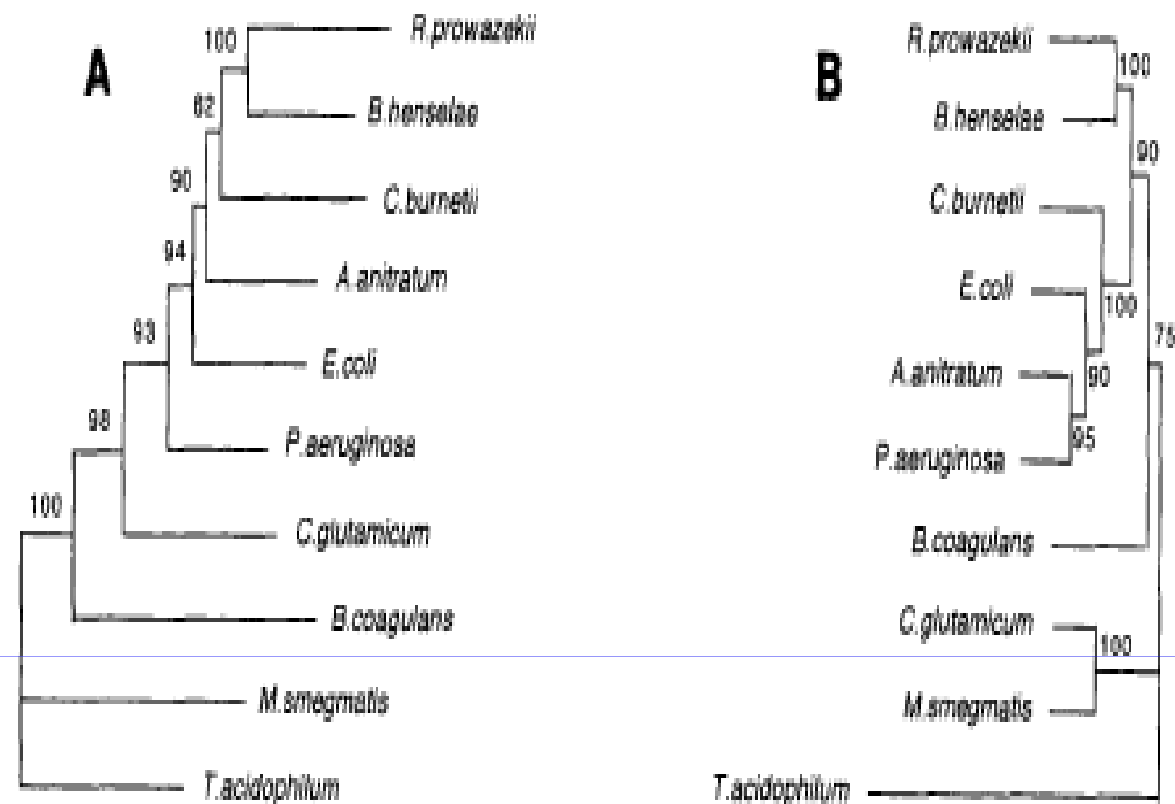 A
100
R.prowazekii
82
B.henselae
90
C.burnetii
94
A.anitratum
93
E.coli
98
P.aeruginosa
100
C.glutamicum
B.coagulans
M.smegmatis
T.acidophilum
B
R.prowazekii
100
B.henselae
90
C.burnetii
E.coli
100
75
A.anitratum
90
95
P.aeruginosa
B.coagulans
C.glutamicum
100
M.smegmatis
T.acidophilum